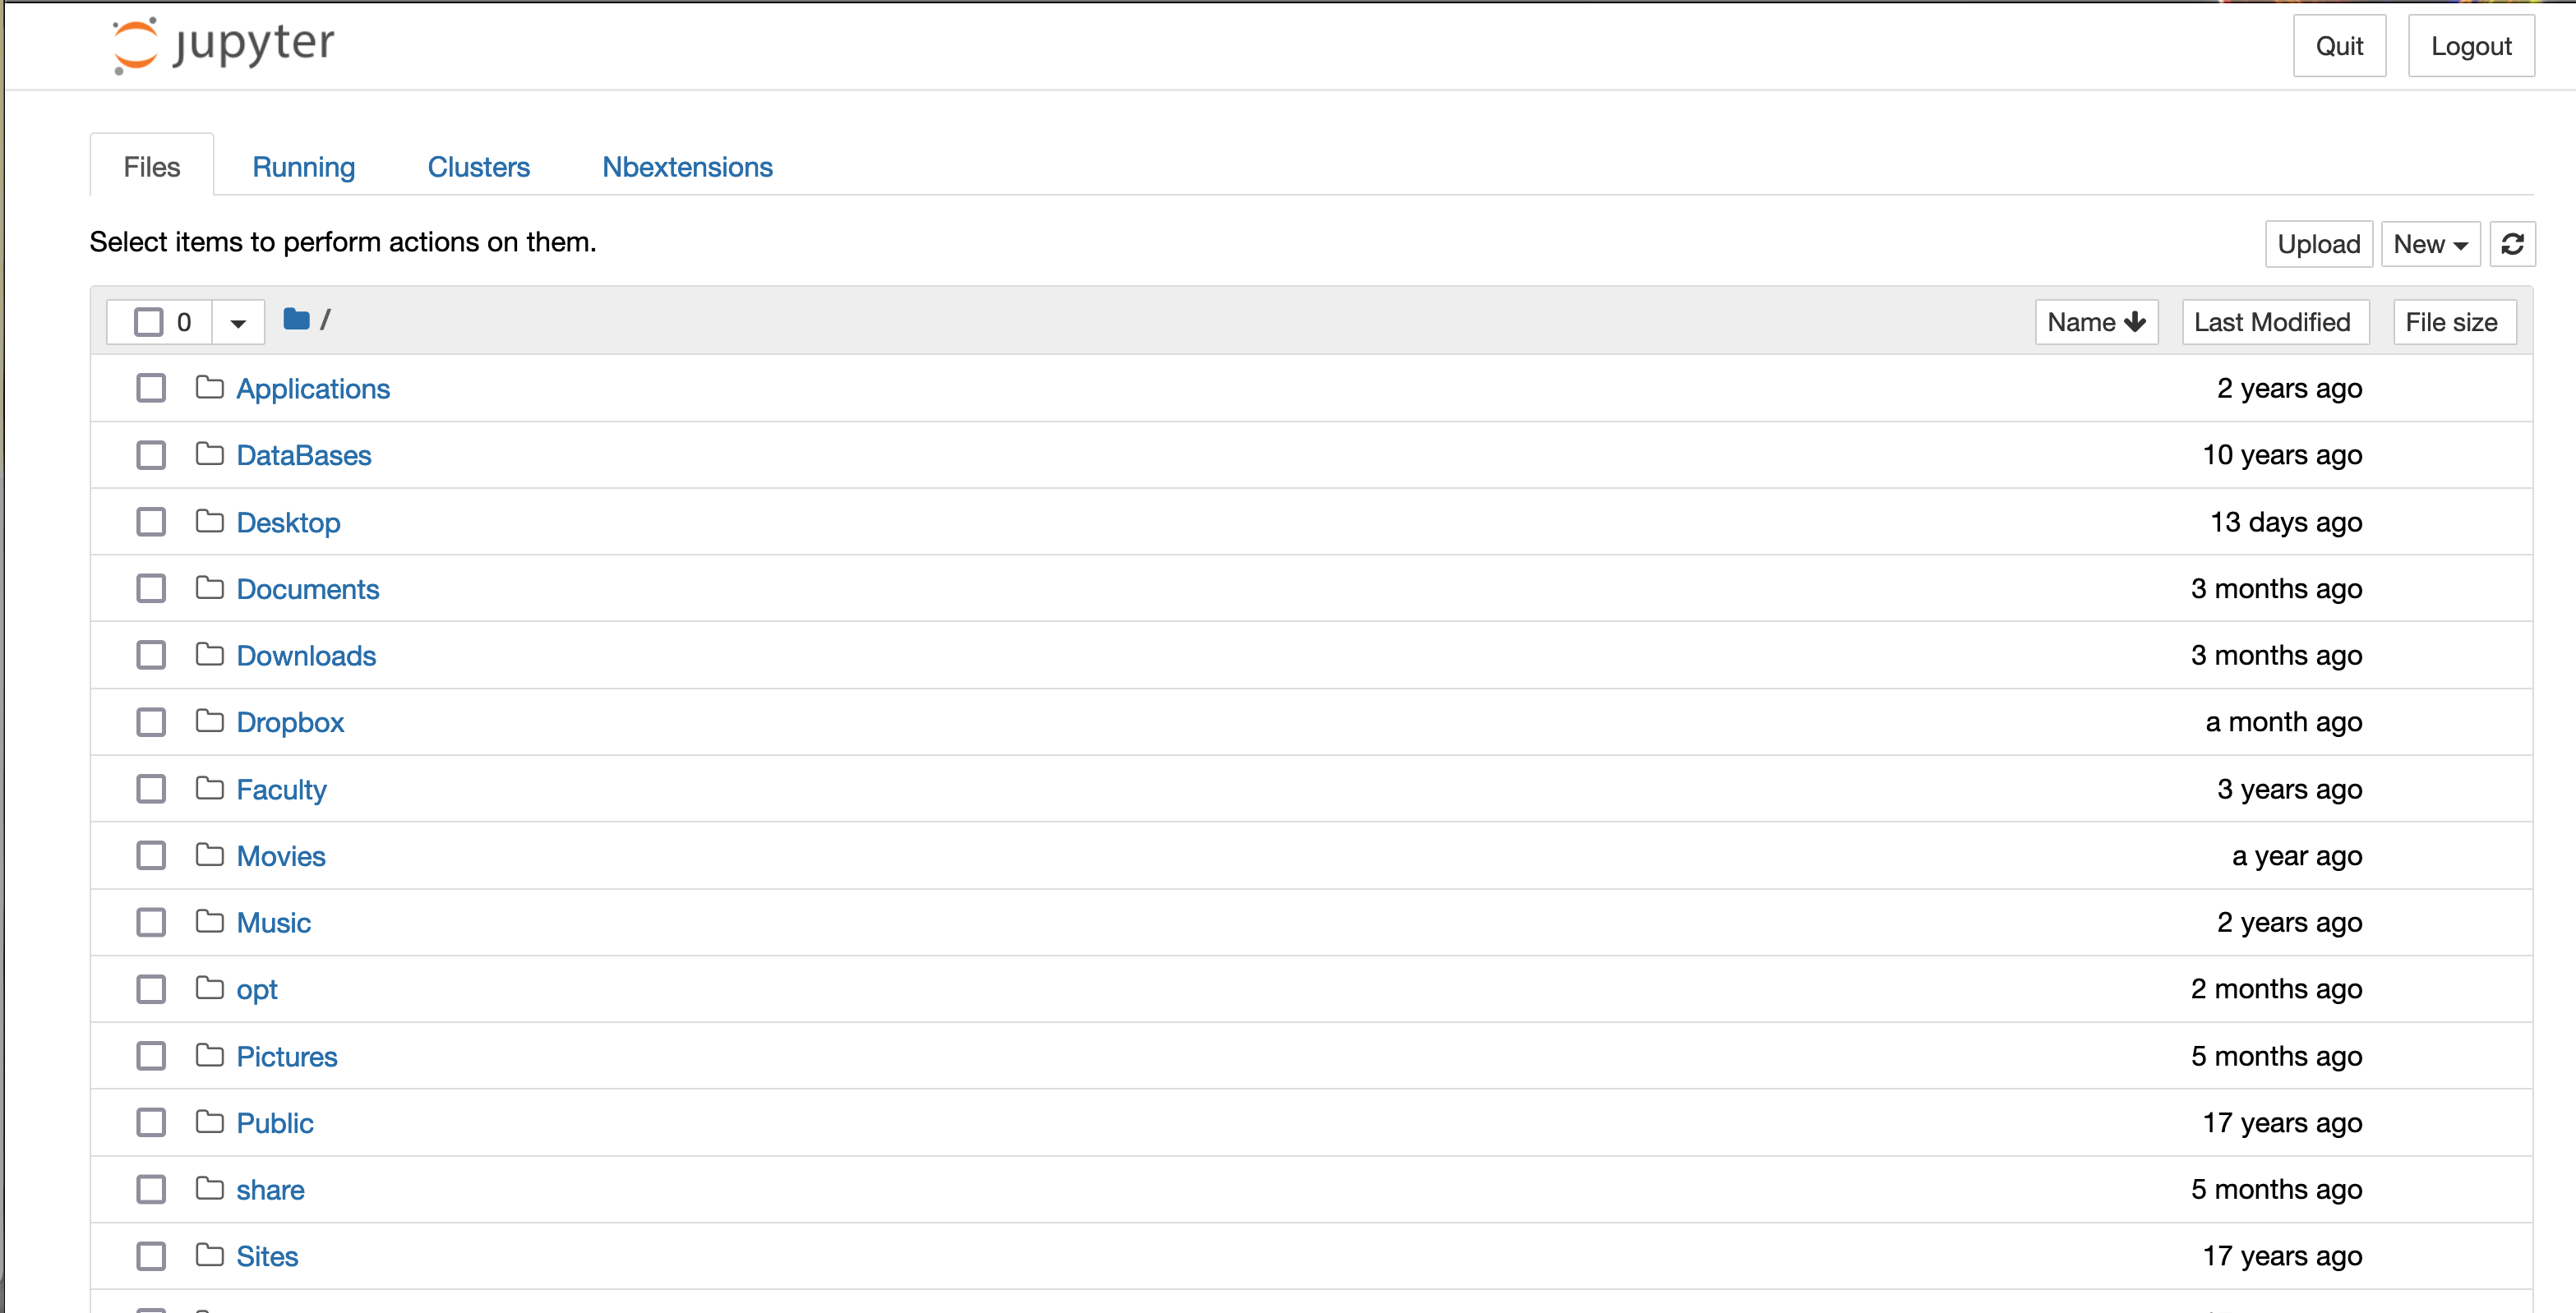 jupyter Quit Logout
Files Running Clusters Nbextensions
Select items to perform actions on them. Upload New
0 / Name Last Modified File size
Applications 2 years ago
DataBases 10 years ago
Desktop 13 days ago
Documents 3 months ago
Downloads 3 months ago
Dropbox a month ago
Faculty 3 years ago
Movies a year ago
Music 2 years ago
opt 2 months ago
Pictures 5 months ago
Public 17 years ago
share 5 months ago
Sites 17 years ago